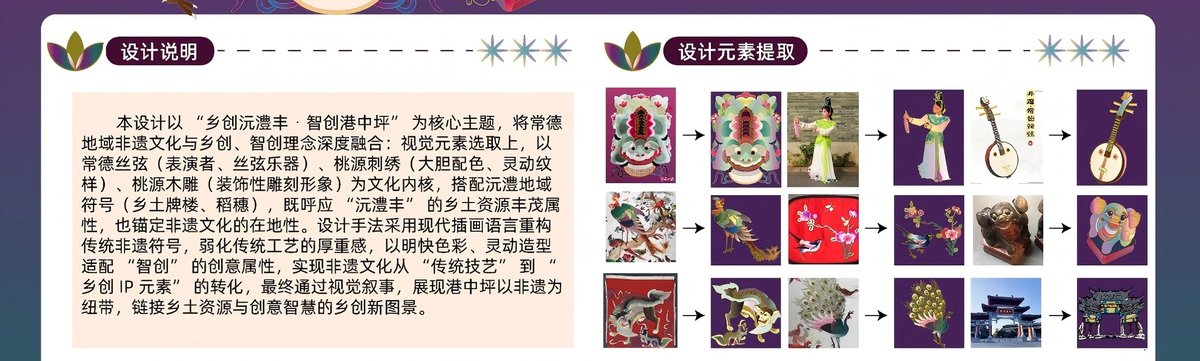 设计说明
本设计以 “乡创沅澧丰 · 智创港中坪” 为核心主题，将常德
地域非遗文化与乡创、智创理念深度融合：视觉元素选取上，以
常德丝弦（表演者、丝弦乐器）、桃源刺绣（大胆配色、灵动纹
样）、桃源木雕（装饰性雕刻形象）为文化内核，搭配沅澧地域
符号（乡土牌楼、稻穗），既呼应 “沅澧丰” 的乡土资源丰茂属
性，也锚定非遗文化的在地性。设计手法采用现代插画语言重构
传统非遗符号，弱化传统工艺的厚重感，以明快色彩、灵动造型
适配 “智创” 的创意属性，实现非遗文化从 “传统技艺” 到 “
乡创 IP 元素” 的转化，最终通过视觉叙事，展现港中坪以非遗为
纽带，链接乡土资源与创意智慧的乡创新图景。
设计元素提取